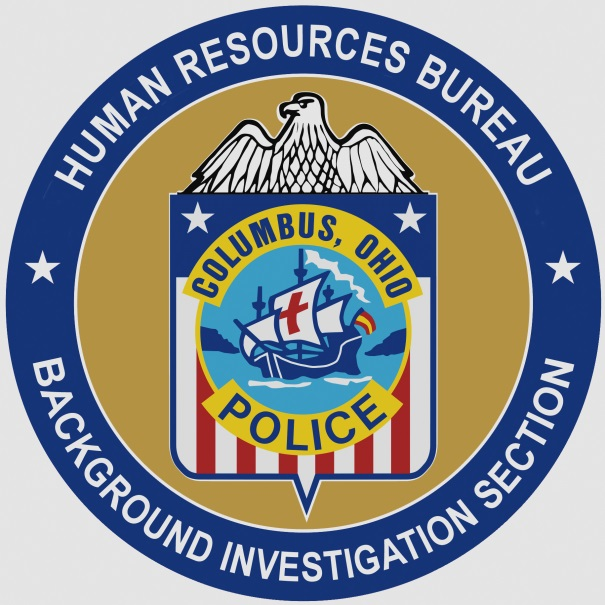 HUMAN RESOURCES BUREAU
COLUMBUS, OHIO
POLICE
BACKGROUND INVESTIGATION SECTION